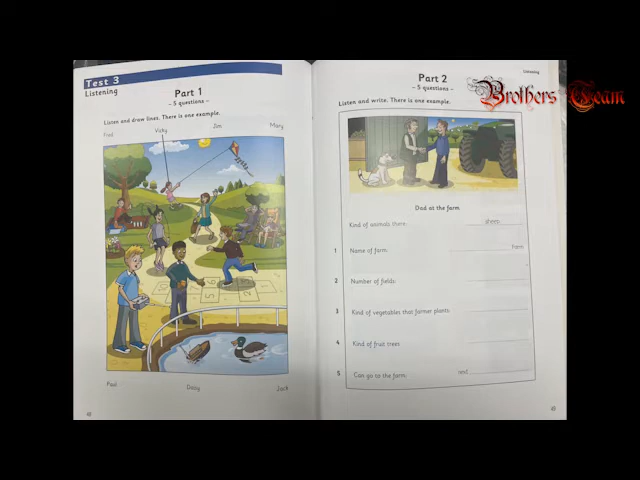 Test 3
Listening
Part 1
– 5 questions –
Listen and draw lines. There is one example.
Fred Vicky Jim Mary
Paul Daisy Jack
48
Listening
Part 2
– 5 questions –
Listen and write. There is one example.
Dad at the farm
Kind of animals there: sheep
1 Name of farm: Farm
2 Number of fields:
3 Kind of vegetables that farmer plants:
4 Kind of fruit trees
5 Can go to the farm: and
49
Brothers Team